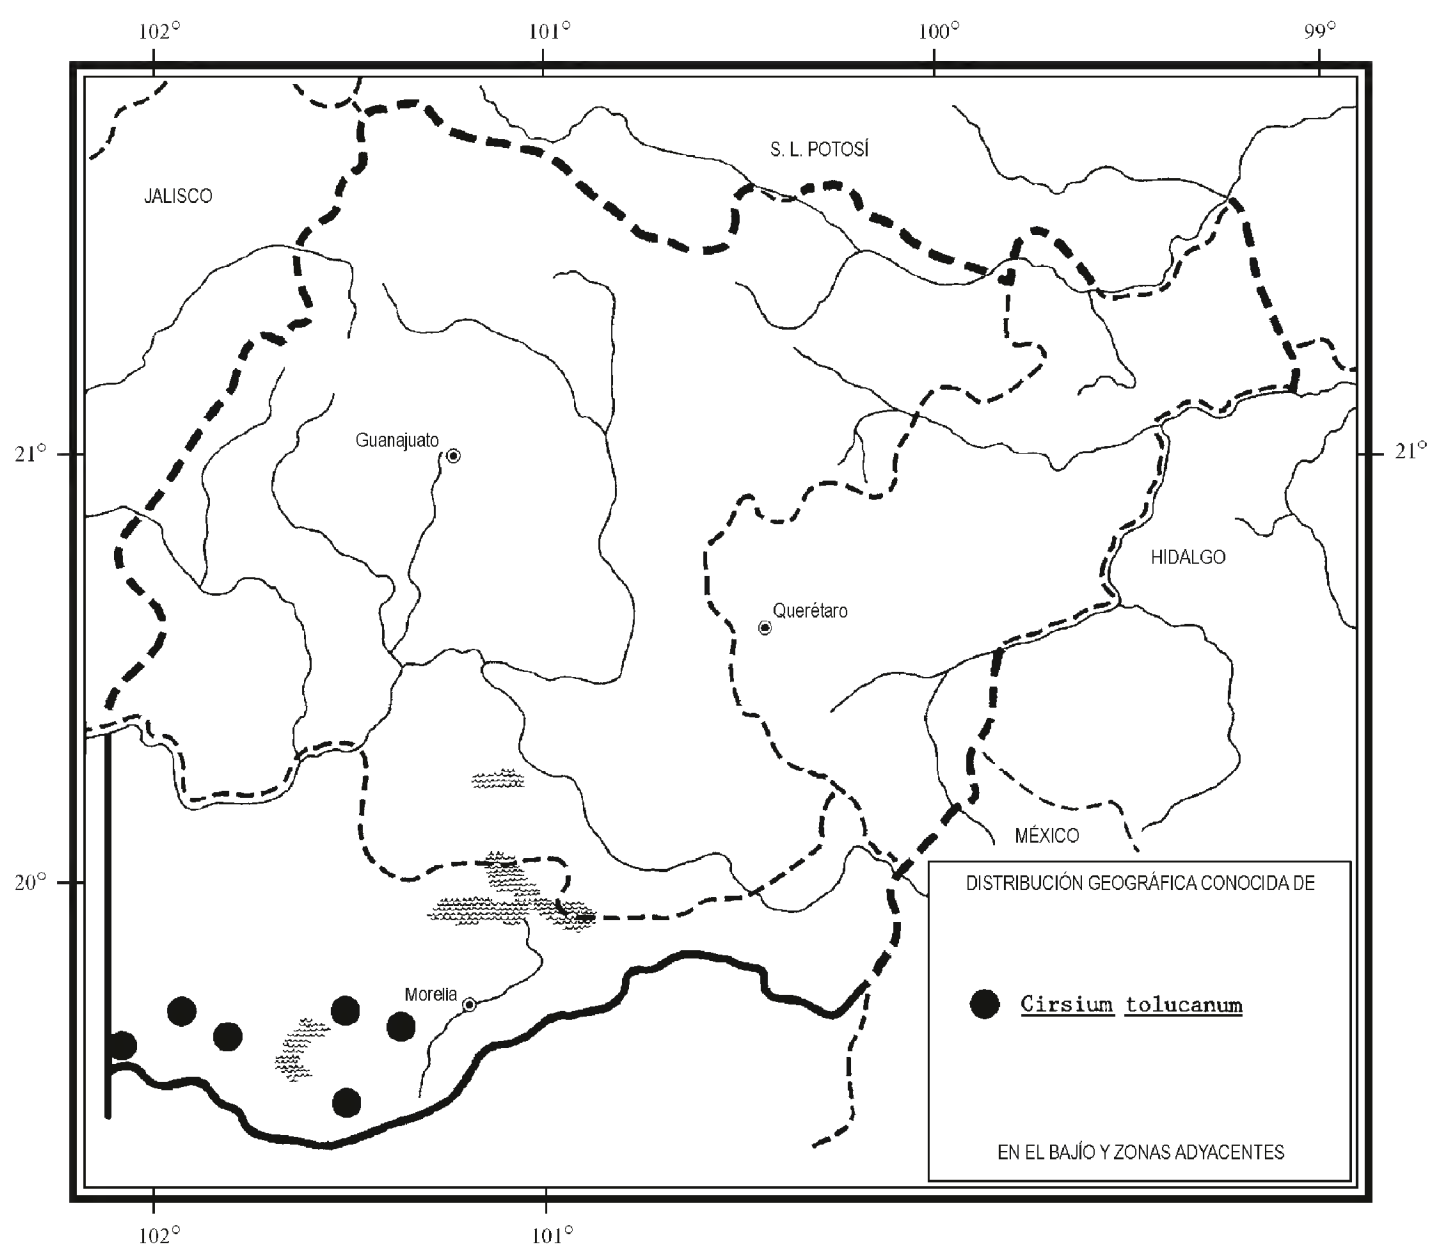 102° 101° 100° 99°
S. L. POTOSÍ
JALISCO
Guanajuato
21° 21°
HIDALGO
Querétaro
MÉXICO
20°
DISTRIBUCIÓN GEOGRÁFICA CONOCIDA DE
Morelia
Cirsium tolucanum
EN EL BAJÍO Y ZONAS ADYACENTES
102° 101°